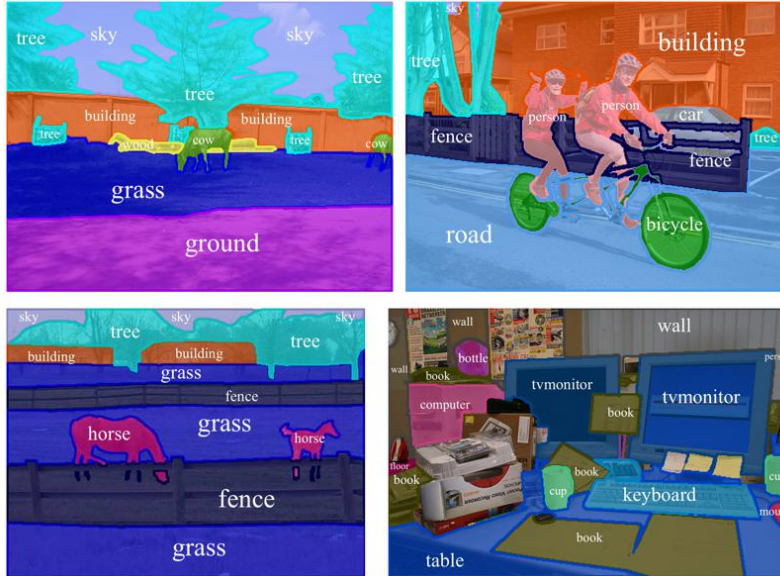 tree
sky
sky
tree
tree
building
building
tree
wood
cow
tree
cow
grass
ground
sky
tree
building
person
person
car
fence
tree
fence
bicycle
road
sky
sky
sky
tree
tree
building
building
grass
fence
horse
grass
horse
fence
grass
wall
wall
bottle
wall
book
computer
tvmonitor
tvmonitor
book
floor
book
book
cup
keyboard
book
table